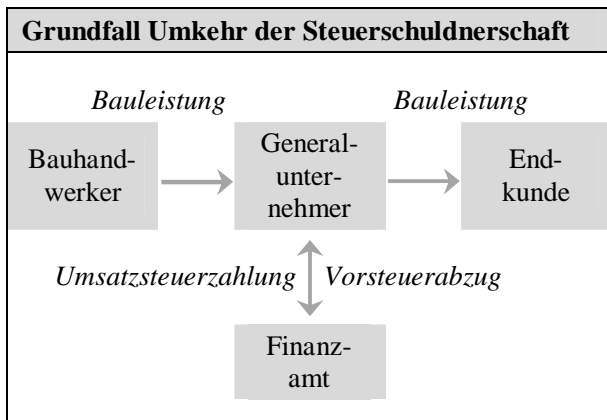 Grundfall Umkehr der Steuerschuldnerschaft
Bauleistung
Bauleistung
Bauhand-
werker
General-
unter-
nehmer
End-
kunde
Umsatzsteuerzahlung
Vorsteuerabzug
Finanz-
amt